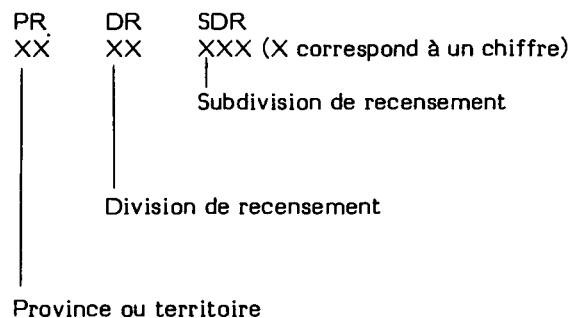 PR DR SDR
XX XX XXX (X correspond à un chiffre)
Subdivision de recensement
Division de recensement
Province ou territoire